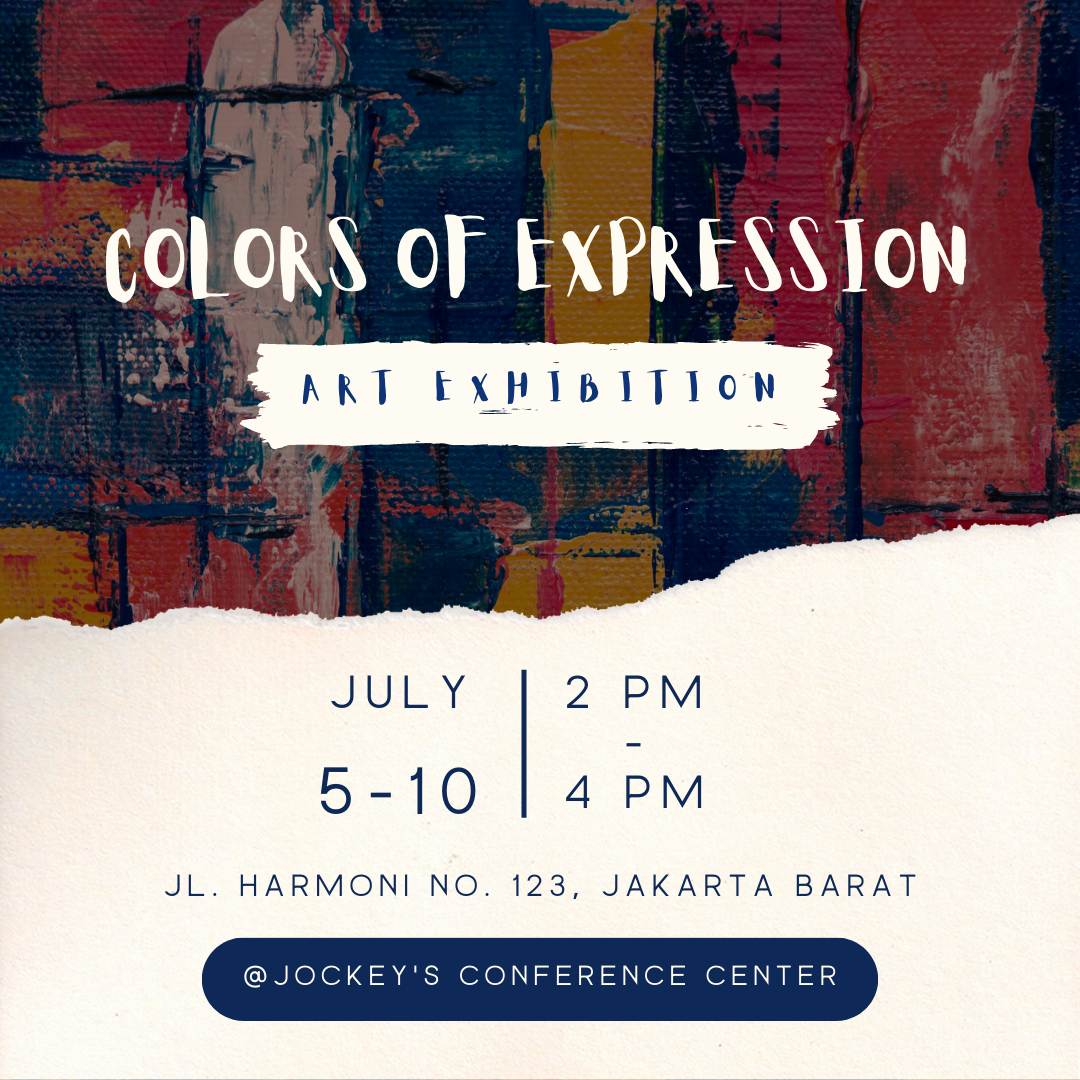 COLORS OF EXPRESSION
ART EXHIBITION
JULY
5-10
2 PM
-
4 PM
JL. HARMONI NO. 123, JAKARTA BARAT
@JOCKEY'S CONFERENCE CENTER